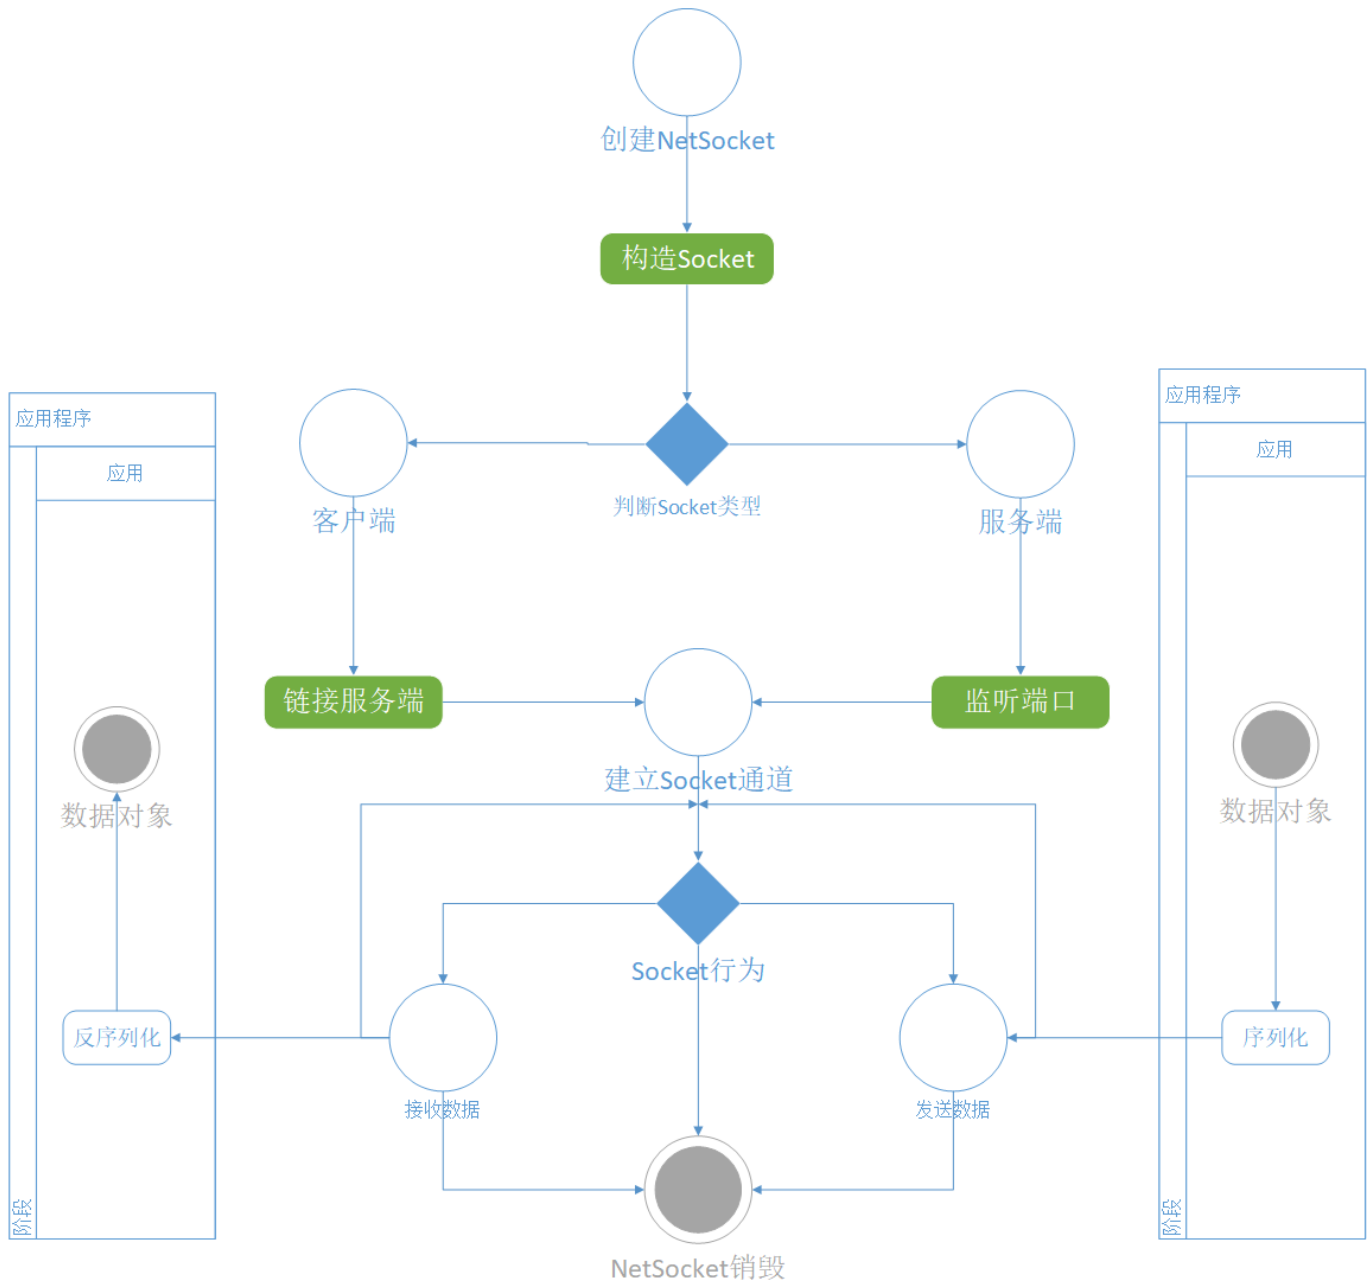 创建NetSocket
构造Socket
应用程序
应用程序
应用
应用
判断Socket类型
客户端
服务端
链接服务端
监听端口
建立Socket通道
数据对象
数据对象
Socket行为
反序列化
序列化
接收数据
发送数据
阶段
阶段
NetSocket销毁